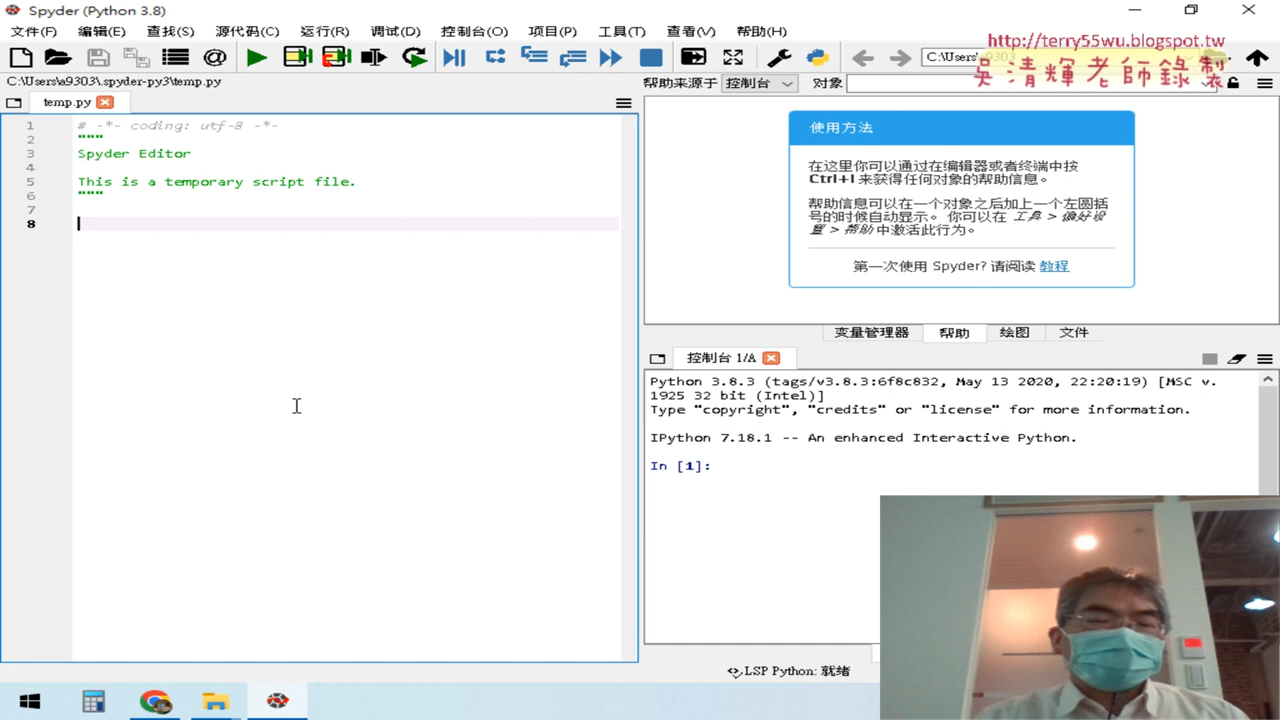 Spyder (Python 3.8)
文件(F) 编辑(E) 查找(S) 源代码(C) 运行(R) 调试(D) 控制台(O) 项目(P) 工具(T) 查看(V) 帮助(H)
http://terry55wu.blogspot.tw
吳清輝老師錄製
C:\Users\a9303
C:\Users\a9303\.spyder-py3\temp.py
帮助来源于 控制台 对象
temp.py
1 # -*- coding: utf-8 -*-
2 """
3 Spyder Editor
4
5 This is a temporary script file.
6 """
7
8
使用方法
在这里你可以通过在编辑器或者终端中按
Ctrl+I 来获得任何对象的帮助信息。
帮助信息可以在一个对象之后加上一个左圆括
号的时候自动显示。 你可以在 工具 > 偏好设
置 > 帮助 中激活此行为。
第一次使用 Spyder? 请阅读 教程
变量管理器 帮助 绘图 文件
控制台 1/A
Python 3.8.3 (tags/v3.8.3:6f8c832, May 13 2020, 22:20:19) [MSC v.
1925 32 bit (Intel)]
Type "copyright", "credits" or "license" for more information.
IPython 7.18.1 -- An enhanced Interactive Python.
In [1]:
LSP Python: 就绪